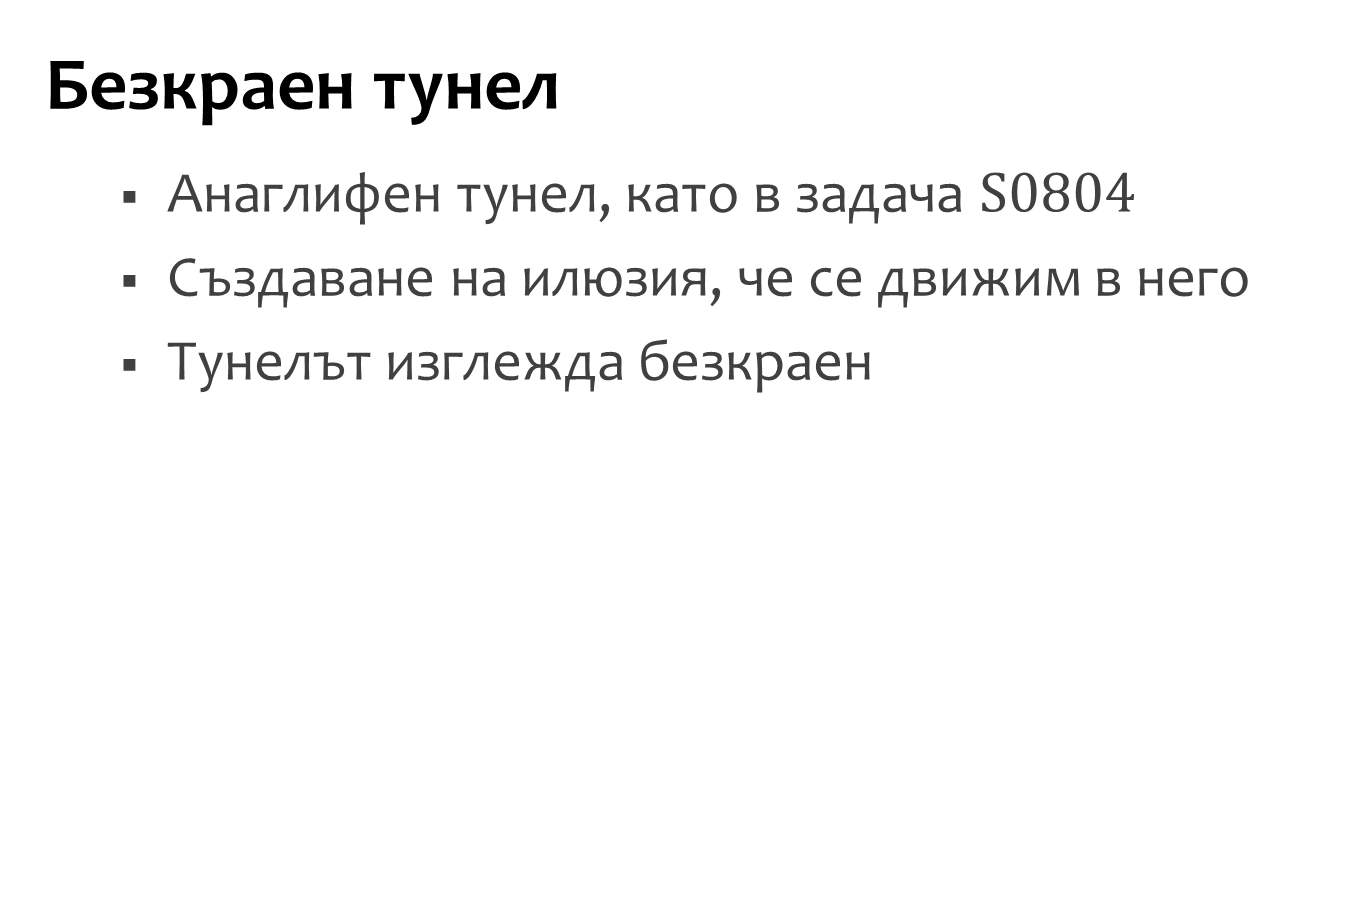 Безкраен тунел
▪ Анаглифен тунел, като в задача S0804
▪ Създаване на илюзия, че се движим в него
▪ Тунелът изглежда безкраен